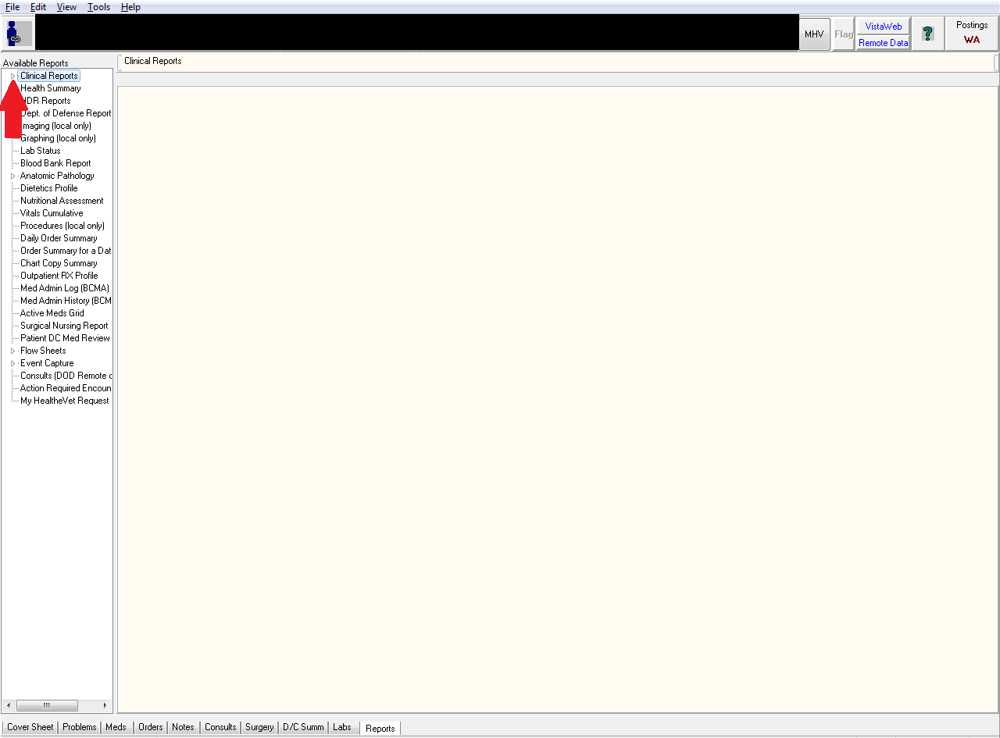 File Edit View Tools Help
MHV Flag VistaWeb Remote Data ? Postings WA
Available Reports
Clinical Reports
Clinical Reports
Health Summary
DR Reports
Dept. of Defense Report
maging (local only)
Graphing (local only)
Lab Status
Blood Bank Report
Anatomic Pathology
Dietetics Profile
Nutritional Assessment
Vitals Cumulative
Procedures (local only)
Daily Order Summary
Order Summary for a Dat
Chart Copy Summary
Outpatient RX Profile
Med Admin Log (BCMA)
Med Admin History (BCM
Active Meds Grid
Surgical Nursing Report
Patient DC Med Review
Flow Sheets
Event Capture
Consults (DOD Remote
Action Required Encoun
My HealtheVet Request
Cover Sheet Problems Meds Orders Notes Consults Surgery D/C Summ Labs Reports